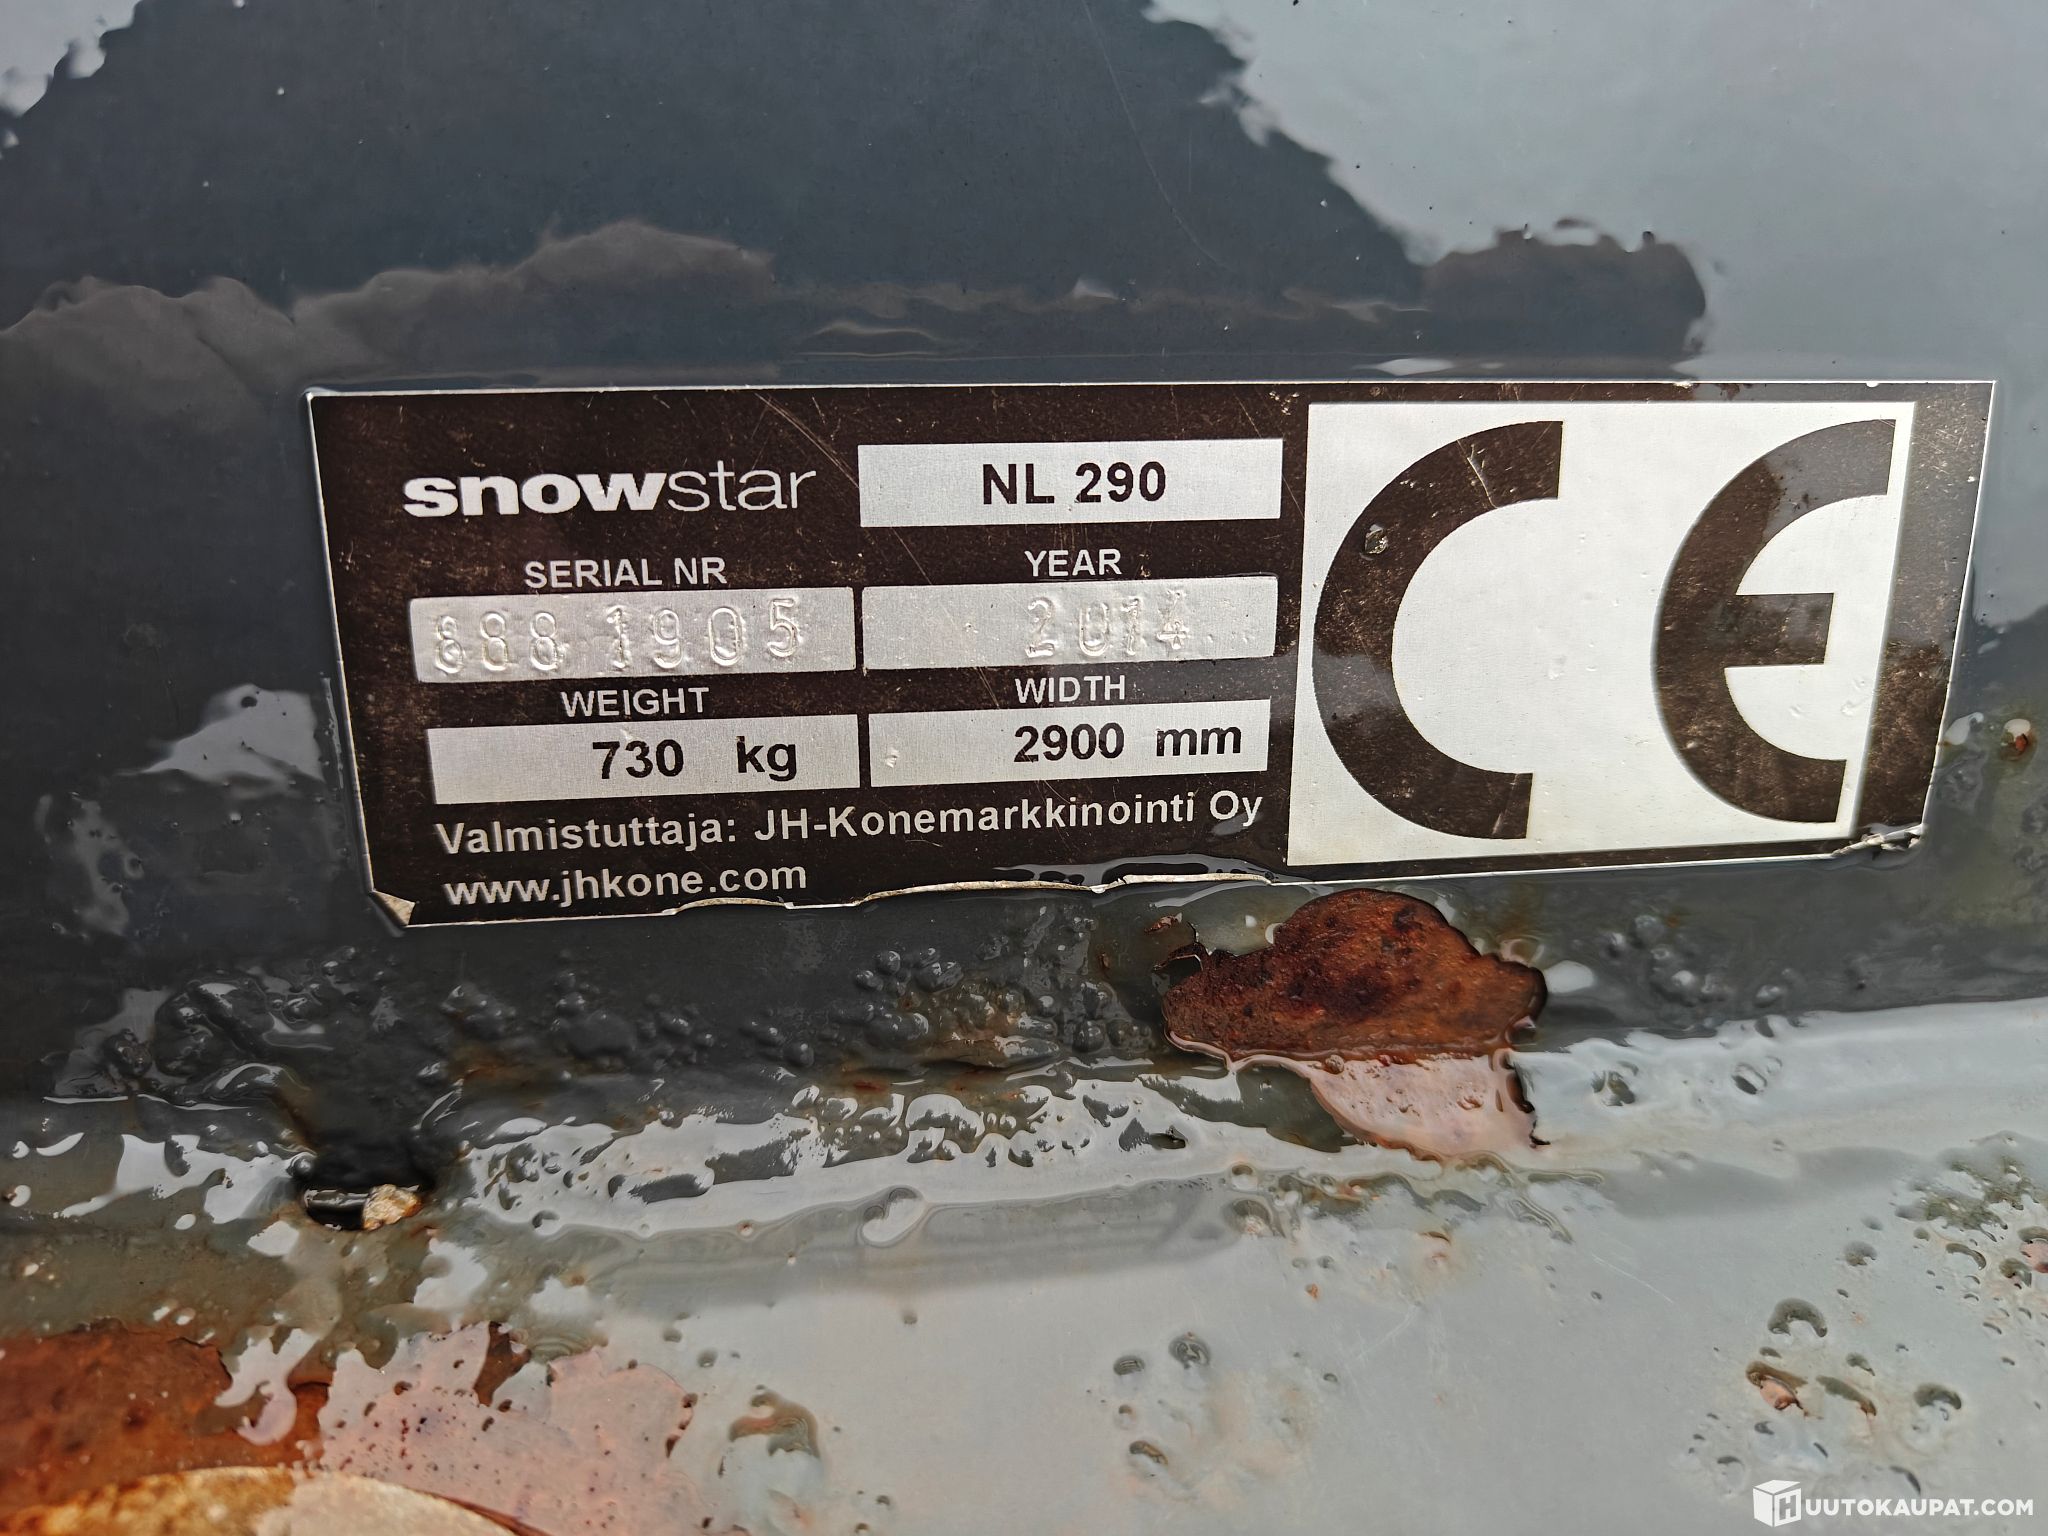 snowstar NL 290
SERIAL NR YEAR
888 1905 2014
WEIGHT WIDTH
730 kg 2900 mm
Valmistuttaja: JH-Konemarkkinointi Oy
www.jhkone.com
CE
HUUTOKAUPAT.COM